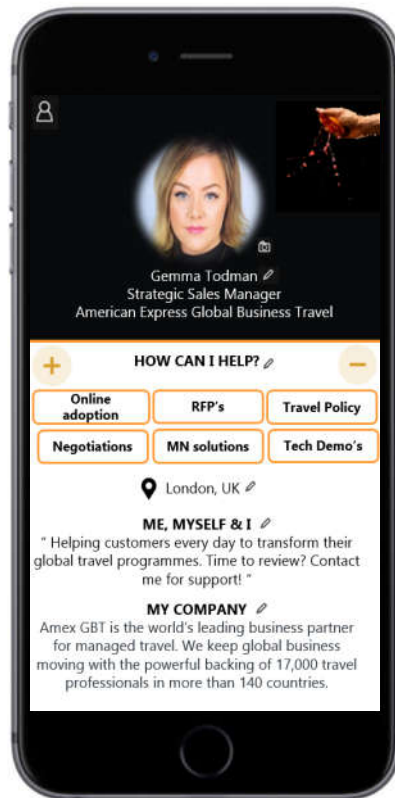 Gemma Todman
Strategic Sales Manager
American Express Global Business Travel
HOW CAN I HELP?
Online
adoption
RFP's
Travel Policy
Negotiations
MN solutions
Tech Demo's
London, UK
ME, MYSELF & I
" Helping customers every day to transform their
global travel programmes. Time to review? Contact
me for support! "
MY COMPANY
Amex GBT is the world's leading business partner
for managed travel. We keep global business
moving with the powerful backing of 17,000 travel
professionals in more than 140 countries.